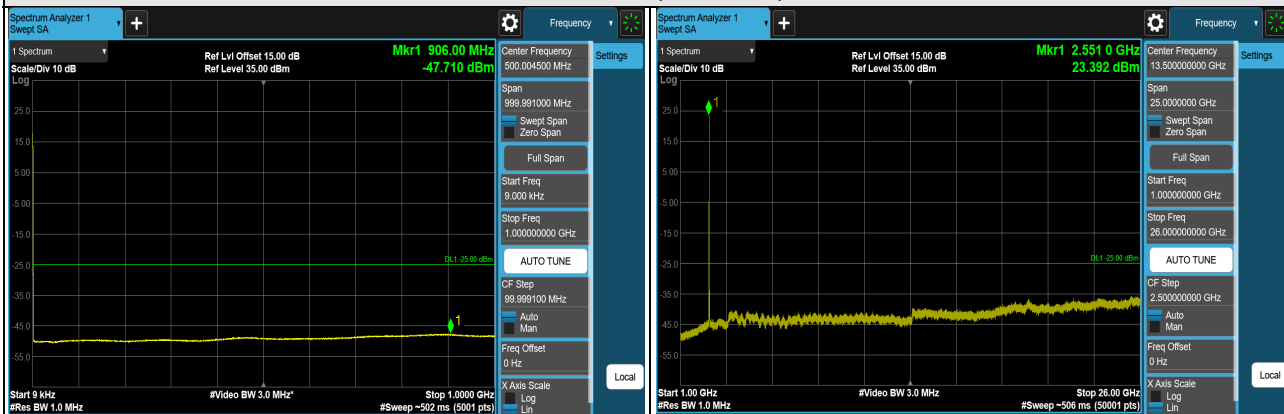 Spectrum Analyzer 1
Swept SA
+
Frequency
1 Spectrum
Scale/Div 10 dB
Log
Ref Lvl Offset 15.00 dB
Ref Level 35.00 dBm
Mkr1 906.00 MHz
-47.710 dBm
25.0
15.0
5.00
-5.00
-15.0
-25.0
-35.0
-45.0
-55.0
1
DL1 -25.00 dBm
Start 9 kHz
#Res BW 1.0 MHz
#Video BW 3.0 MHz*
Stop 1.0000 GHz
#Sweep ~502 ms (5001 pts)
Center Frequency
500.004500 MHz
Span
999.991000 MHz
Swept Span
Zero Span
Full Span
Start Freq
9.000 kHz
Stop Freq
1.000000000 GHz
AUTO TUNE
CF Step
99.999100 MHz
Auto
Man
Freq Offset
0 Hz
X Axis Scale
Log
Lin
Settings
Local
Spectrum Analyzer 1
Swept SA
+
Frequency
1 Spectrum
Scale/Div 10 dB
Log
Ref Lvl Offset 15.00 dB
Ref Level 35.00 dBm
Mkr1 2.551 0 GHz
23.392 dBm
25.0
15.0
5.00
-5.00
-15.0
-25.0
-35.0
-45.0
-55.0
1
DL1 -25.00 dBm
Start 1.00 GHz
#Res BW 1.0 MHz
#Video BW 3.0 MHz
Stop 26.00 GHz
#Sweep ~506 ms (50001 pts)
Center Frequency
13.500000000 GHz
Span
25.0000000 GHz
Swept Span
Zero Span
Full Span
Start Freq
1.000000000 GHz
Stop Freq
26.000000000 GHz
AUTO TUNE
CF Step
2.500000000 GHz
Auto
Man
Freq Offset
0 Hz
X Axis Scale
Log
Lin
Settings
Local